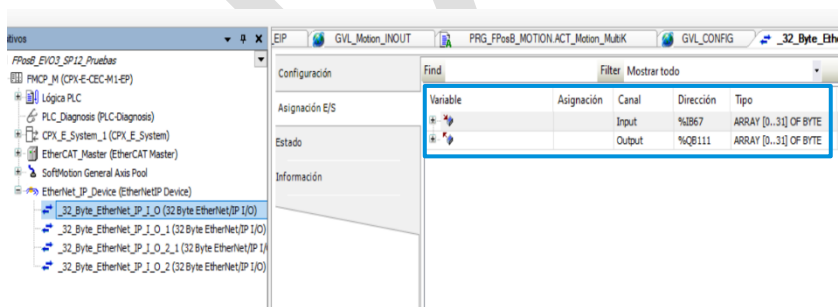 itivos
EIP GVL_Motion_INOUT PRG_FPosB_MOTION.ACT_Motion_MultiK GVL_CONFIG _32_Byte_Eth
FPosB_EVO3_SP12_Pruebas
FMCP_M (CPX-E-CEC-M1-EP)
Lógica PLC
PLC_Diagnosis (PLC-Diagnosis)
CPX_E_System_1 (CPX_E_System)
EtherCAT_Master (EtherCAT Master)
SoftMotion General Axis Pool
EtherNet_IP_Device (EtherNetIP Device)
_32_Byte_EtherNet_IP_I_O (32 Byte EtherNet/IP I/O)
_32_Byte_EtherNet_IP_I_O_1 (32 Byte EtherNet/IP I/O)
_32_Byte_EtherNet_IP_I_O_2_1 (32 Byte EtherNet/IP I/
_32_Byte_EtherNet_IP_I_O_2 (32 Byte EtherNet/IP I/O)
Configuración
Asignación E/S
Estado
Información
Find Filter Mostrar todo
Variable Asignación Canal Dirección Tipo
Input %IB67 ARRAY [0..31] OF BYTE
Output %QB111 ARRAY [0..31] OF BYTE